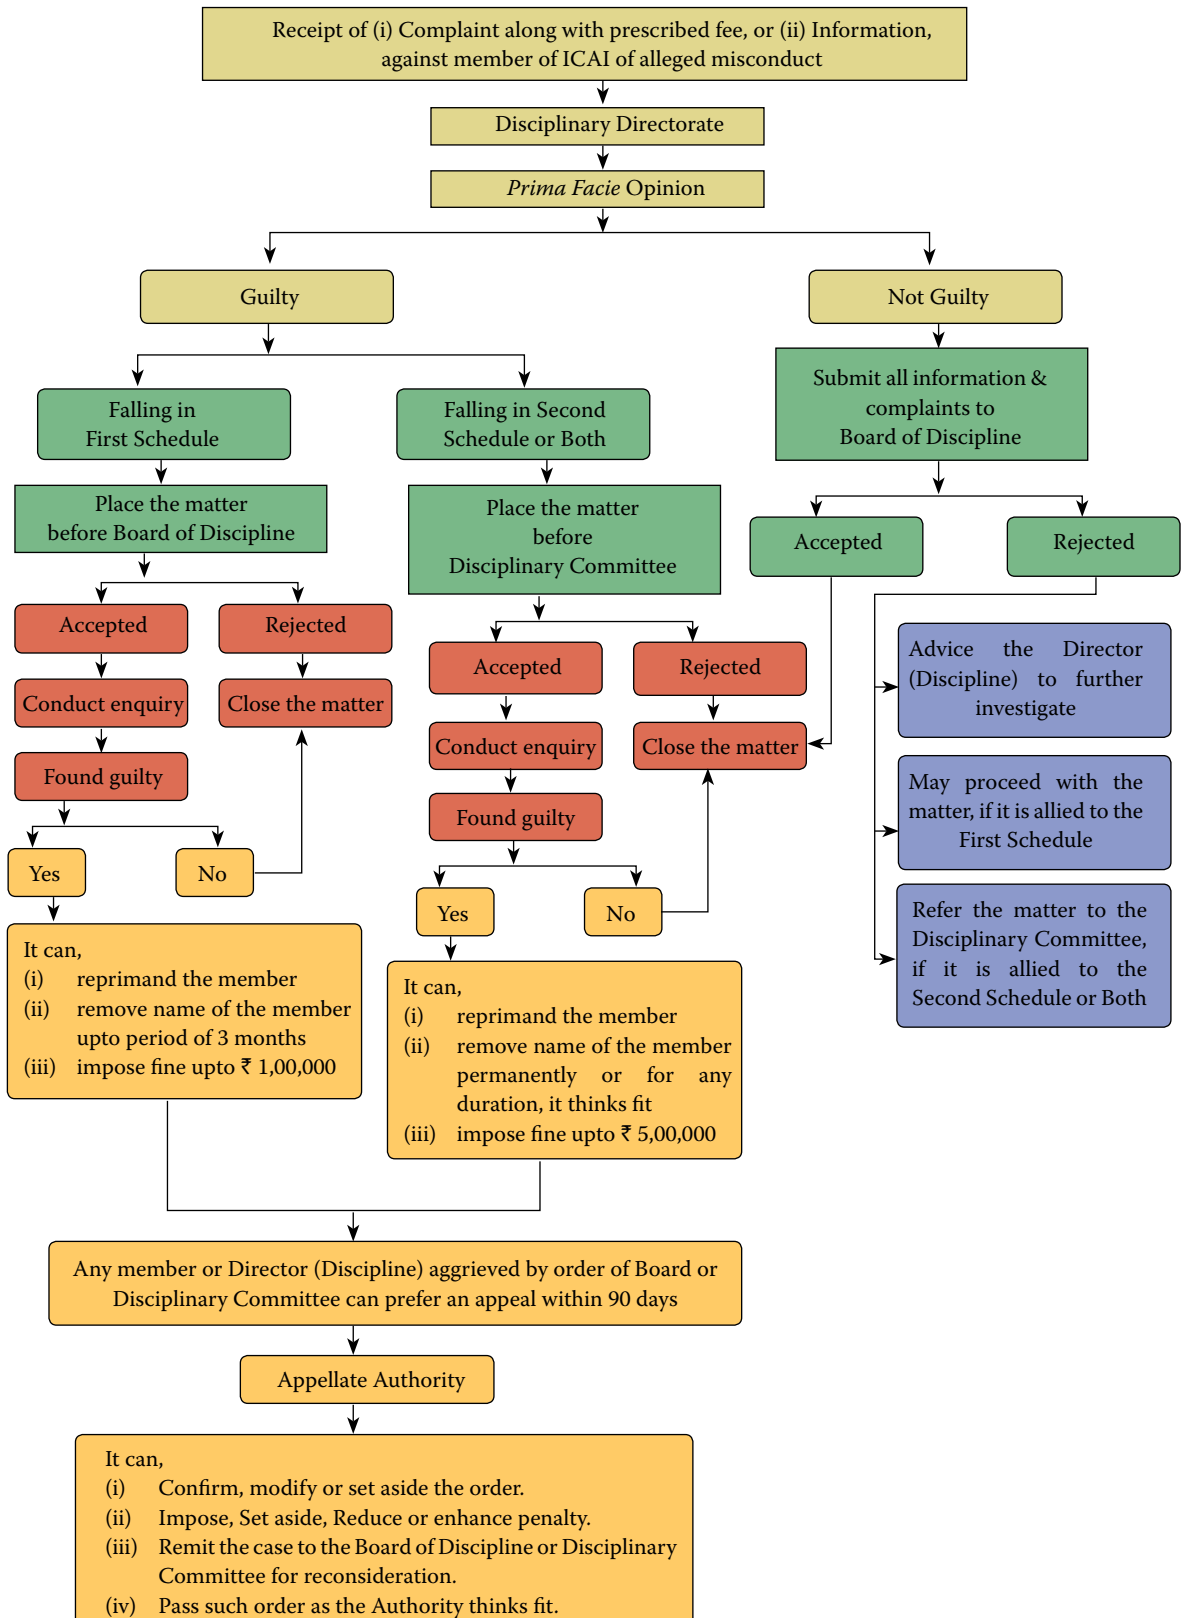 Receipt of (i) Complaint along with prescribed fee, or (ii) Information,
against member of ICAI of alleged misconduct
Disciplinary Directorate
Prima Facie Opinion
Guilty
Not Guilty
Falling in
First Schedule
Falling in Second
Schedule or Both
Submit all information &
complaints to
Board of Discipline
Place the matter
before Board of Discipline
Place the matter
before
Disciplinary Committee
Accepted
Rejected
Accepted
Rejected
Conduct enquiry
Close the matter
Found guilty
Yes
No
Accepted
Rejected
Conduct enquiry
Close the matter
Found guilty
Yes
No
Advice the Director
(Discipline) to further
investigate
May proceed with the
matter, if it is allied to the
First Schedule
Refer the matter to the
Disciplinary Committee,
if it is allied to the
Second Schedule or Both
It can,
(i) reprimand the member
(ii) remove name of the member
upto period of 3 months
(iii) impose fine upto ₹ 1,00,000
It can,
(i) reprimand the member
(ii) remove name of the member
permanently or for any
duration, it thinks fit
(iii) impose fine upto ₹ 5,00,000
Any member or Director (Discipline) aggrieved by order of Board or
Disciplinary Committee can prefer an appeal within 90 days
Appellate Authority
It can,
(i) Confirm, modify or set aside the order.
(ii) Impose, Set aside, Reduce or enhance penalty.
(iii) Remit the case to the Board of Discipline or Disciplinary
Committee for reconsideration.
(iv) Pass such order as the Authority thinks fit.